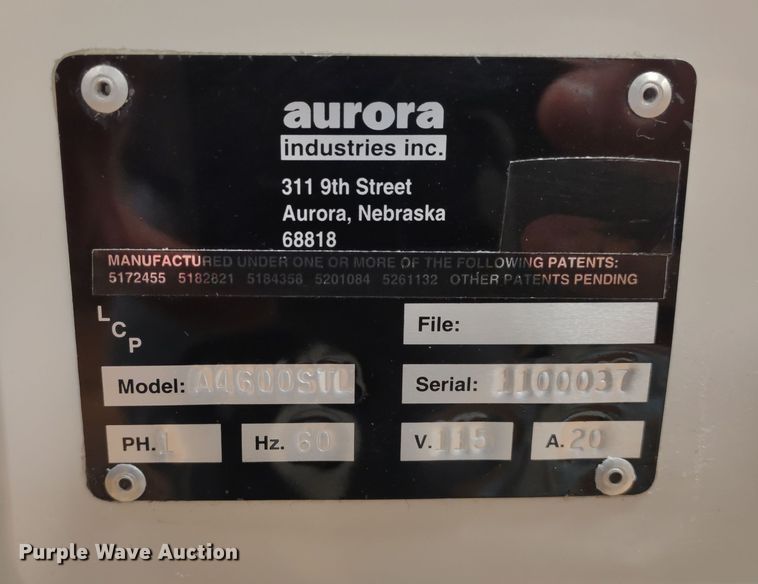 aurora
industries inc.
311 9th Street
Aurora, Nebraska
68818
MANUFACTURED UNDER ONE OR MORE OF THE FOLLOWING PATENTS:
5172455 5182821 5184358 5201084 5261132 OTHER PATENTS PENDING
LCP
File:
Model: A4600STL Serial: 1100037
PH. 1 Hz. 60 V. 115 A. 20
Purple Wave Auction